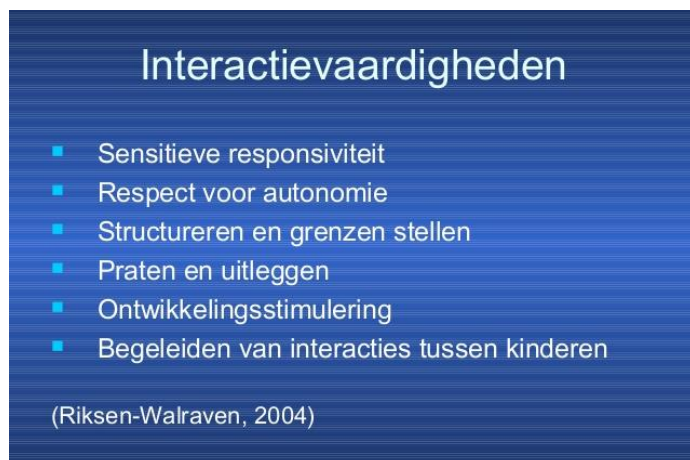 Interactievaardigheden
Sensitieve responsiviteit
Respect voor autonomie
Structureren en grenzen stellen
Praten en uitleggen
Ontwikkelingsstimulering
Begeleiden van interacties tussen kinderen
(Riksen-Walraven, 2004)